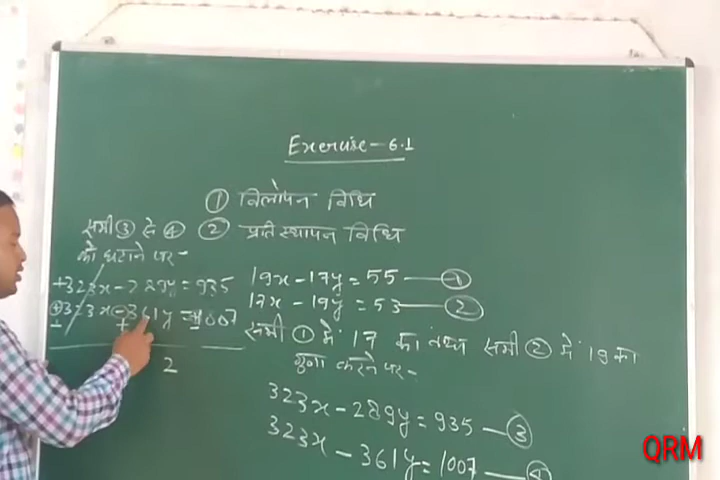 Exercise - 6.1
① विलोपन विधि
② प्रतिस्थापन विधि
समी ③ से ④
को घटाने पर -
+323x - 289y = 935
⊕323x ⊖ 361y = 1007
- + -
2
19x - 17y = 55 — ①
17x - 19y = 53 — ②
समी ① में 17 का तथा समी ② में 19 का
गुणा करने पर -
323x - 289y = 935 — ③
323x - 361y = 1007 — ④
QRM